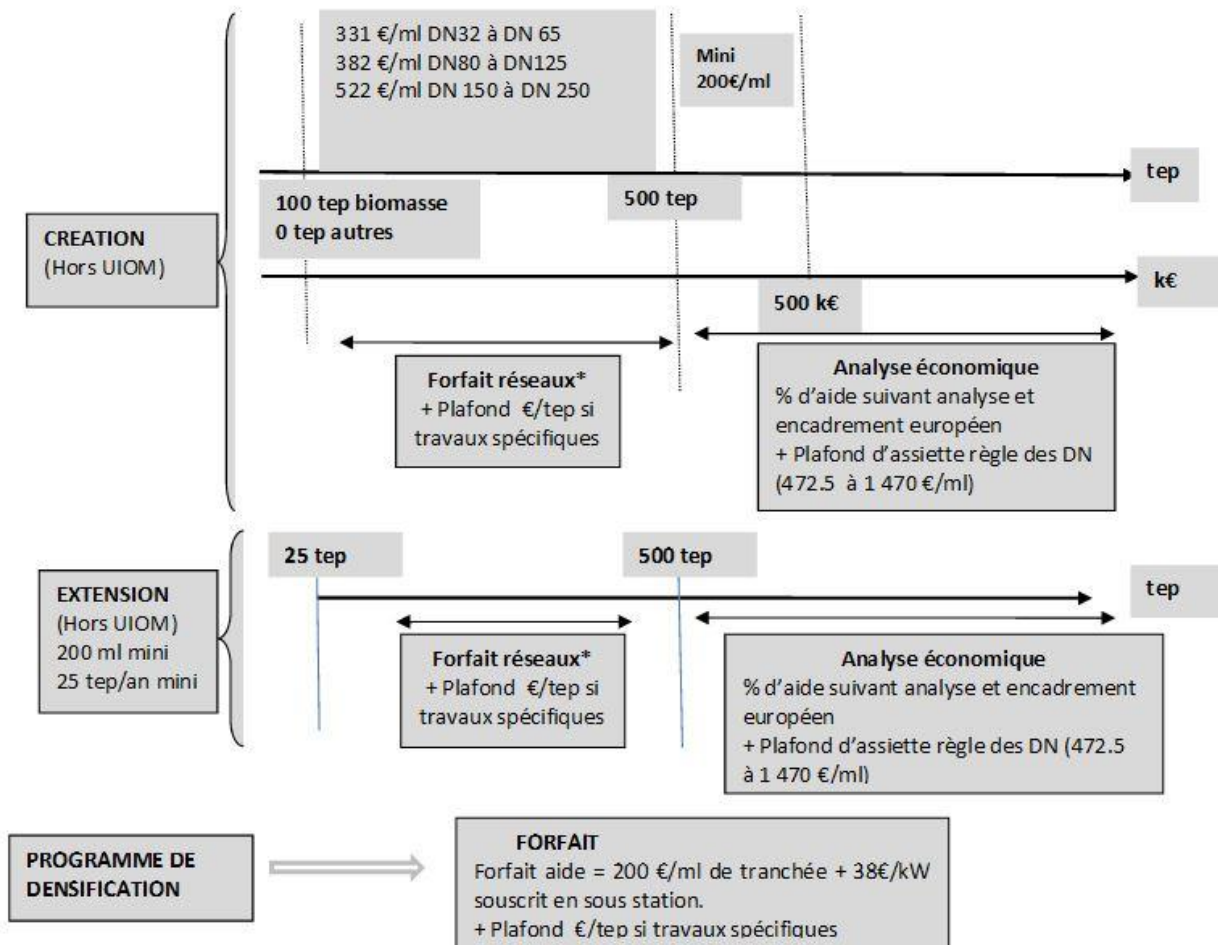 331 €/ml DN32 à DN 65
382 €/ml DN80 à DN125
522 €/ml DN 150 à DN 250
Mini
200€/ml
tep
100 tep biomasse
0 tep autres
500 tep
CREATION
(Hors UIOM)
k€
500 k€
Forfait réseaux*
+ Plafond €/tep si
travaux spécifiques
Analyse économique
% d'aide suivant analyse et
encadrement européen
+ Plafond d'assiette règle des DN
(472.5 à 1 470 €/ml)
25 tep
500 tep
tep
EXTENSION
(Hors UIOM)
200 ml mini
25 tep/an mini
Forfait réseaux*
+ Plafond €/tep si
travaux spécifiques
Analyse économique
% d'aide suivant analyse et encadrement
européen
+ Plafond d'assiette règle des DN (472.5
à 1 470 €/ml)
PROGRAMME DE
DENSIFICATION
FORFAIT
Forfait aide = 200 €/ml de tranchée + 38€/kW
souscrit en sous station.
+ Plafond €/tep si travaux spécifiques